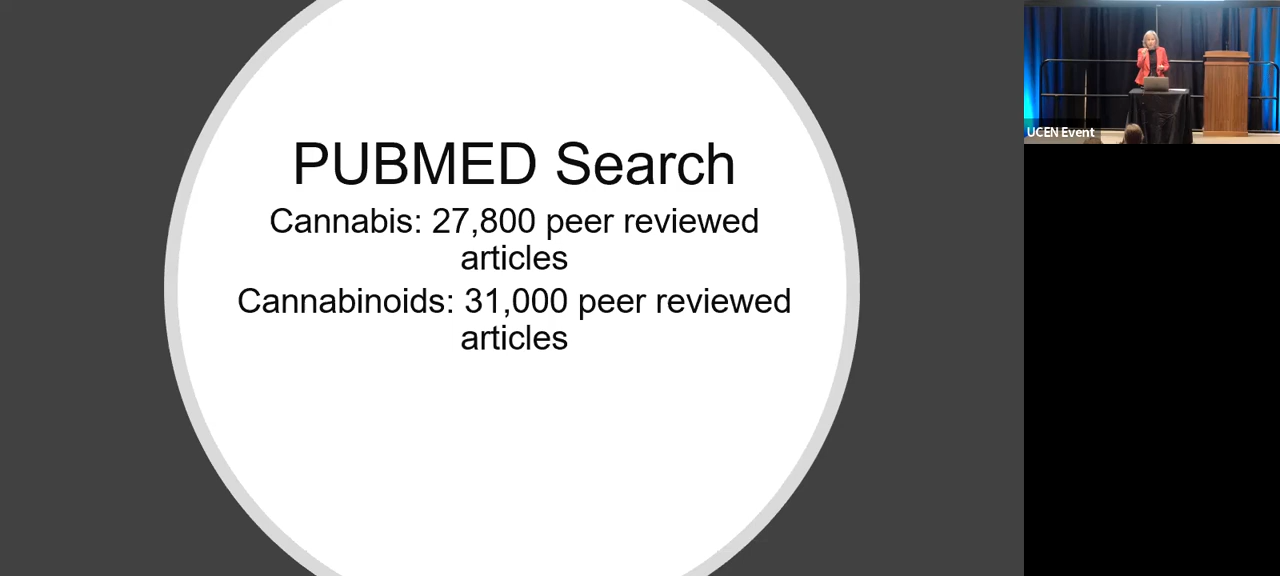 PUBMED Search
Cannabis: 27,800 peer reviewed
articles
Cannabinoids: 31,000 peer reviewed
articles
UCEN Event